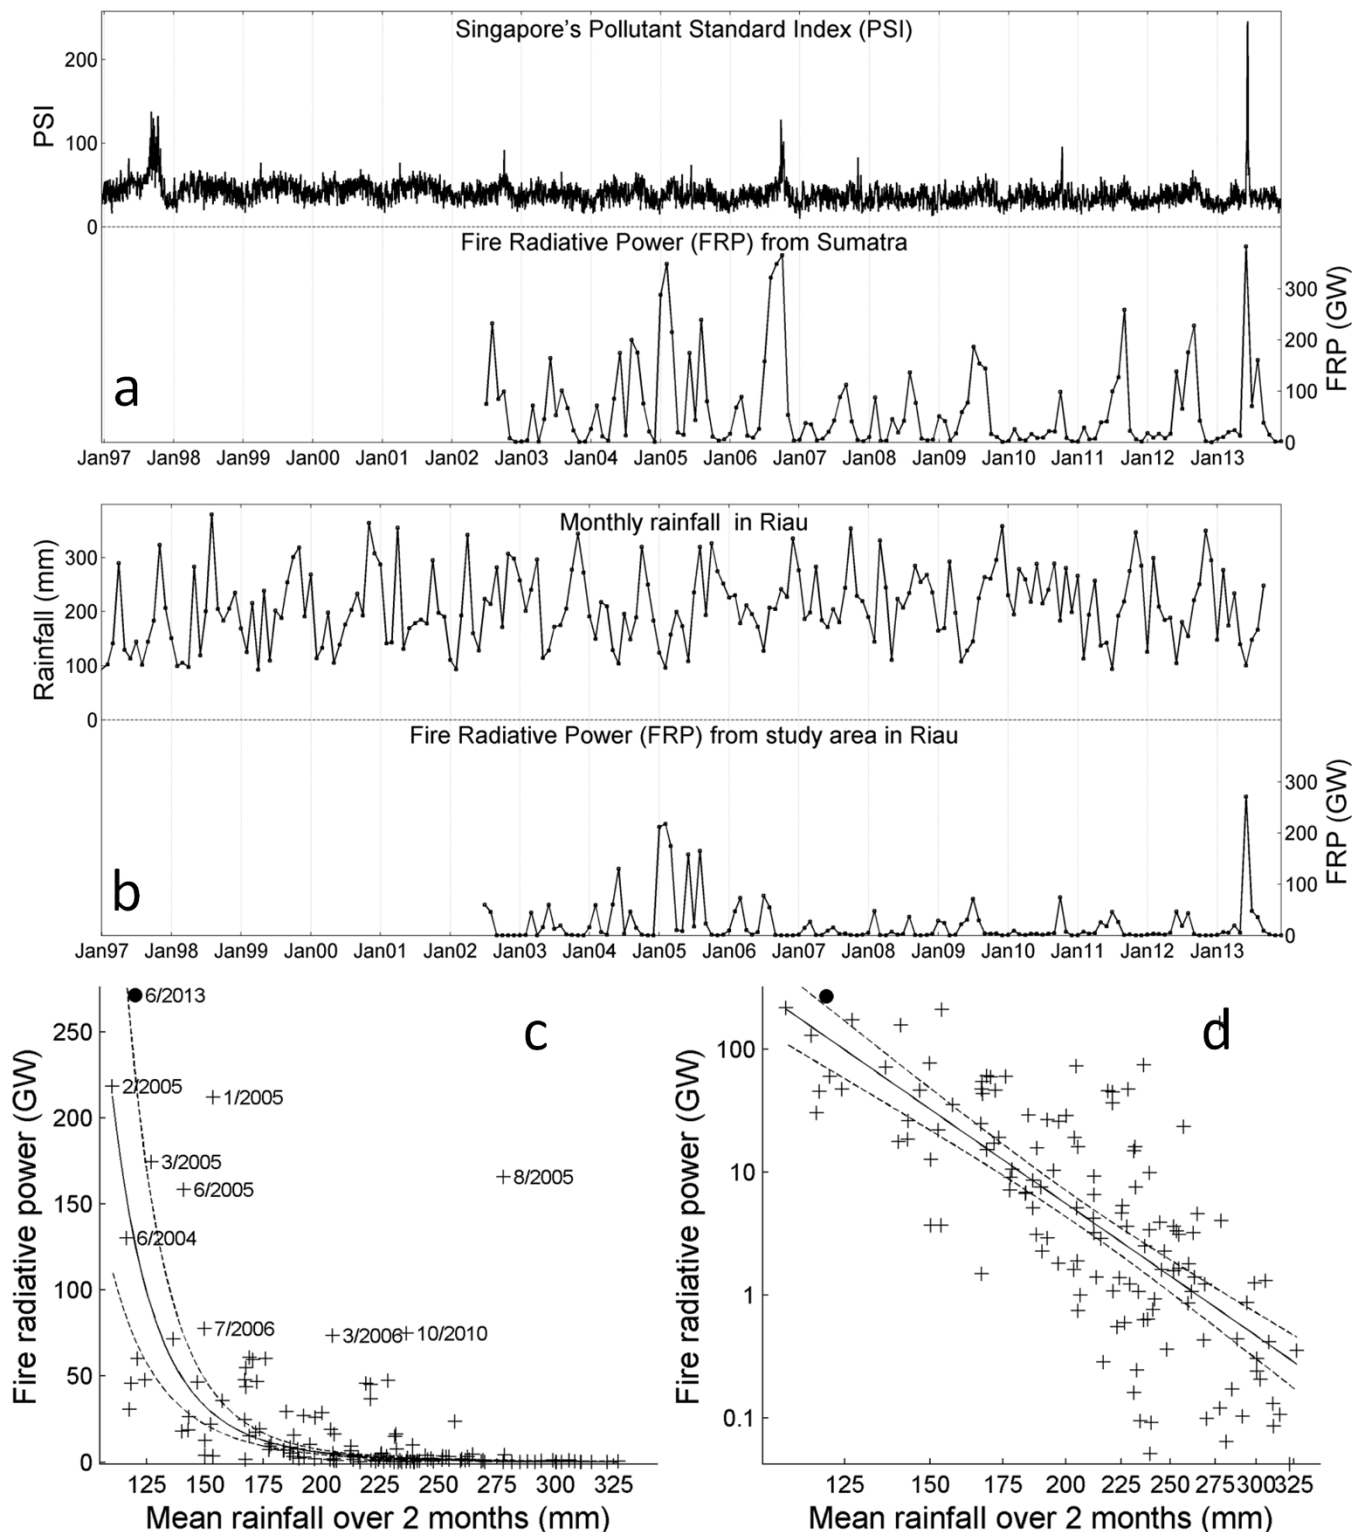 Singapore's Pollutant Standard Index (PSI)
200
100
0
PSI
Fire Radiative Power (FRP) from Sumatra
300
200
100
0
FRP (GW)
a
Jan97 Jan98 Jan99 Jan00 Jan01 Jan02 Jan03 Jan04 Jan05 Jan06 Jan07 Jan08 Jan09 Jan10 Jan11 Jan12 Jan13
Monthly rainfall in Riau
300
200
100
0
Rainfall (mm)
Fire Radiative Power (FRP) from study area in Riau
300
200
100
0
FRP (GW)
b
Jan97 Jan98 Jan99 Jan00 Jan01 Jan02 Jan03 Jan04 Jan05 Jan06 Jan07 Jan08 Jan09 Jan10 Jan11 Jan12 Jan13
c
6/2013
2/2005
1/2005
3/2005
6/2005
8/2005
6/2004
7/2006
3/2006
10/2010
250
200
150
100
50
0
Fire radiative power (GW)
125 150 175 200 225 250 275 300 325
Mean rainfall over 2 months (mm)
d
100
10
1
0.1
Fire radiative power (GW)
125 150 175 200 225 250 275 300 325
Mean rainfall over 2 months (mm)